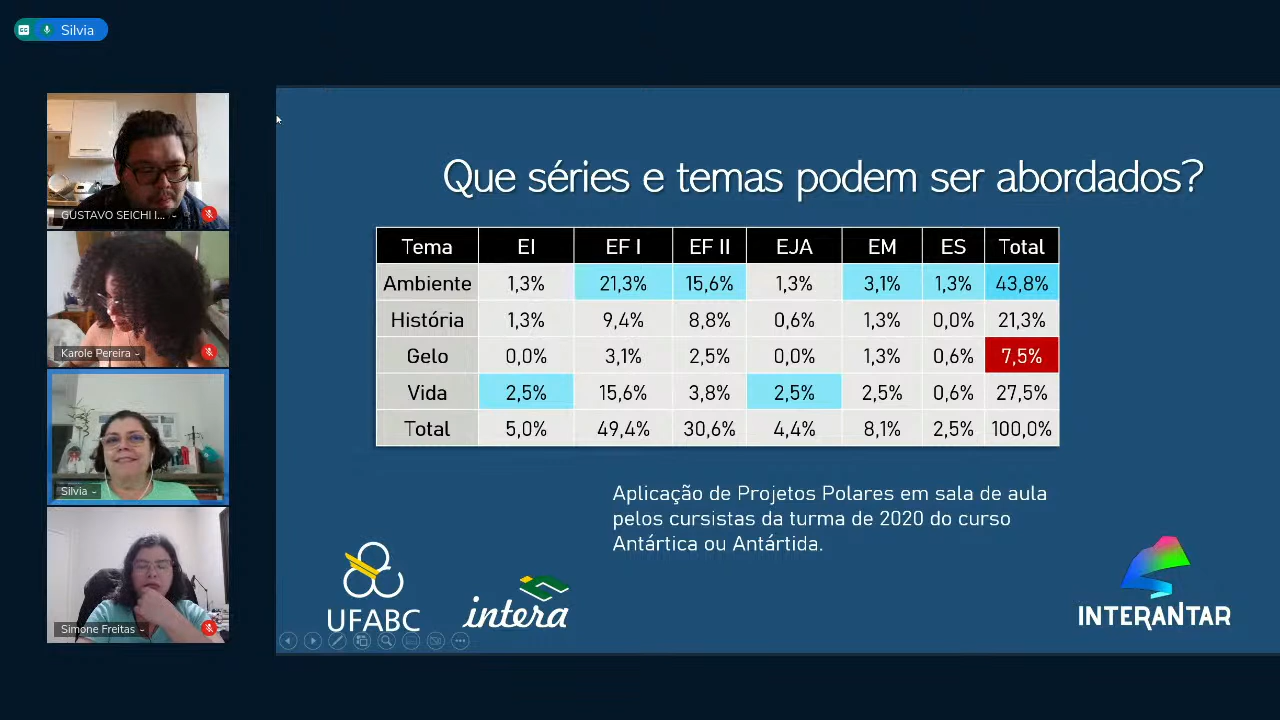 Silvia
GUSTAVO SEICHI I...
Karole Pereira
Silvia
Simone Freitas
Que séries e temas podem ser abordados?
Tema EI EF I EF II EJA EM ES Total
Ambiente 1,3% 21,3% 15,6% 1,3% 3,1% 1,3% 43,8%
História 1,3% 9,4% 8,8% 0,6% 1,3% 0,0% 21,3%
Gelo 0,0% 3,1% 2,5% 0,0% 1,3% 0,6% 7,5%
Vida 2,5% 15,6% 3,8% 2,5% 2,5% 0,6% 27,5%
Total 5,0% 49,4% 30,6% 4,4% 8,1% 2,5% 100,0%
Aplicação de Projetos Polares em sala de aula
pelos cursistas da turma de 2020 do curso
Antártica ou Antártida.
UFABC
intera
INTERANTAR